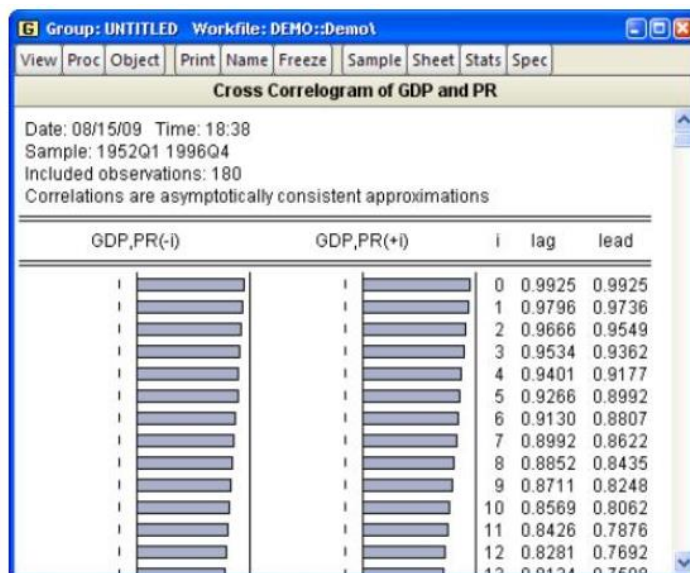 Group: UNTITLED Workfile: DEMO::Demo\
View Proc Object Print Name Freeze Sample Sheet Stats Spec
Cross Correlogram of GDP and PR
Date: 08/15/09 Time: 18:38
Sample: 1952Q1 1996Q4
Included observations: 180
Correlations are asymptotically consistent approximations
GDP,PR(-i) GDP,PR(+i) i lag lead
0 0.9925 0.9925
1 0.9796 0.9736
2 0.9666 0.9549
3 0.9534 0.9362
4 0.9401 0.9177
5 0.9266 0.8992
6 0.9130 0.8807
7 0.8992 0.8622
8 0.8852 0.8435
9 0.8711 0.8248
10 0.8569 0.8062
11 0.8426 0.7876
12 0.8281 0.7692